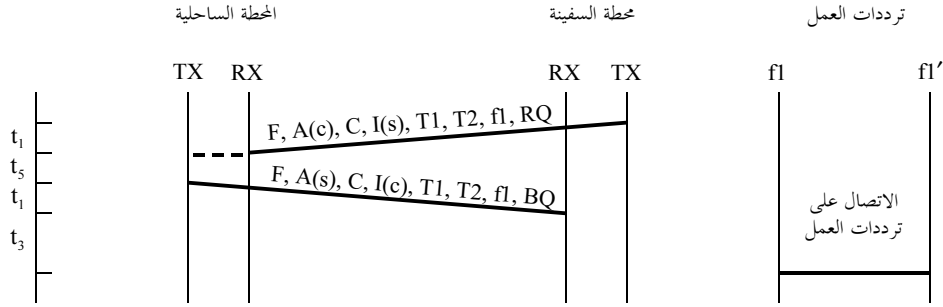 المحطة الساحلية
محطة السفينة
ترددات العمل
TX RX RX TX f1 f1′
F, A(c), C, I(s), T1, T2, f1, RQ
F, A(s), C, I(c), T1, T2, f1, BQ
t1
t5
t1
t3
الاتصال على
ترددات العمل